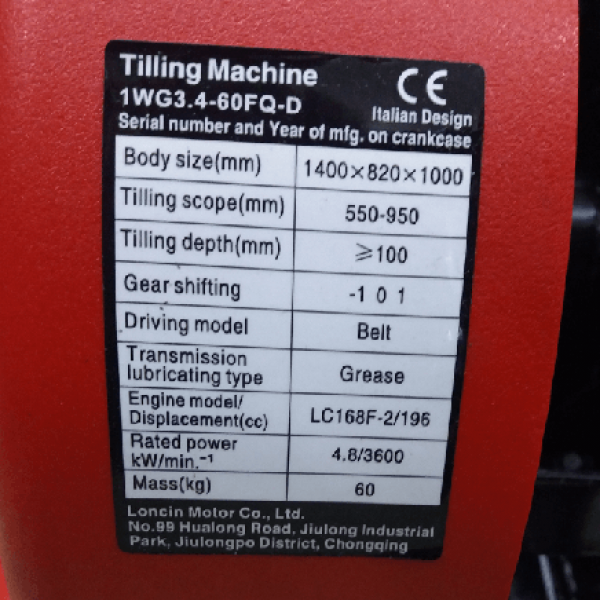 Tilling Machine CE
1WG3.4-60FQ-D Italian Design
Serial number and Year of mfg. on crankcase
Body size(mm) 1400×820×1000
Tilling scope(mm) 550-950
Tilling depth(mm) ⩾100
Gear shifting -1 0 1
Driving model Belt
Transmission
lubricating type Grease
Engine model/
Displacement(cc) LC168F-2/196
Rated power
kW/min.⁻¹ 4.8/3600
Mass(kg) 60
Loncin Motor Co., Ltd.
No.99 Hualong Road, Jiulong Industrial
Park, Jiulongpo District, Chongqing